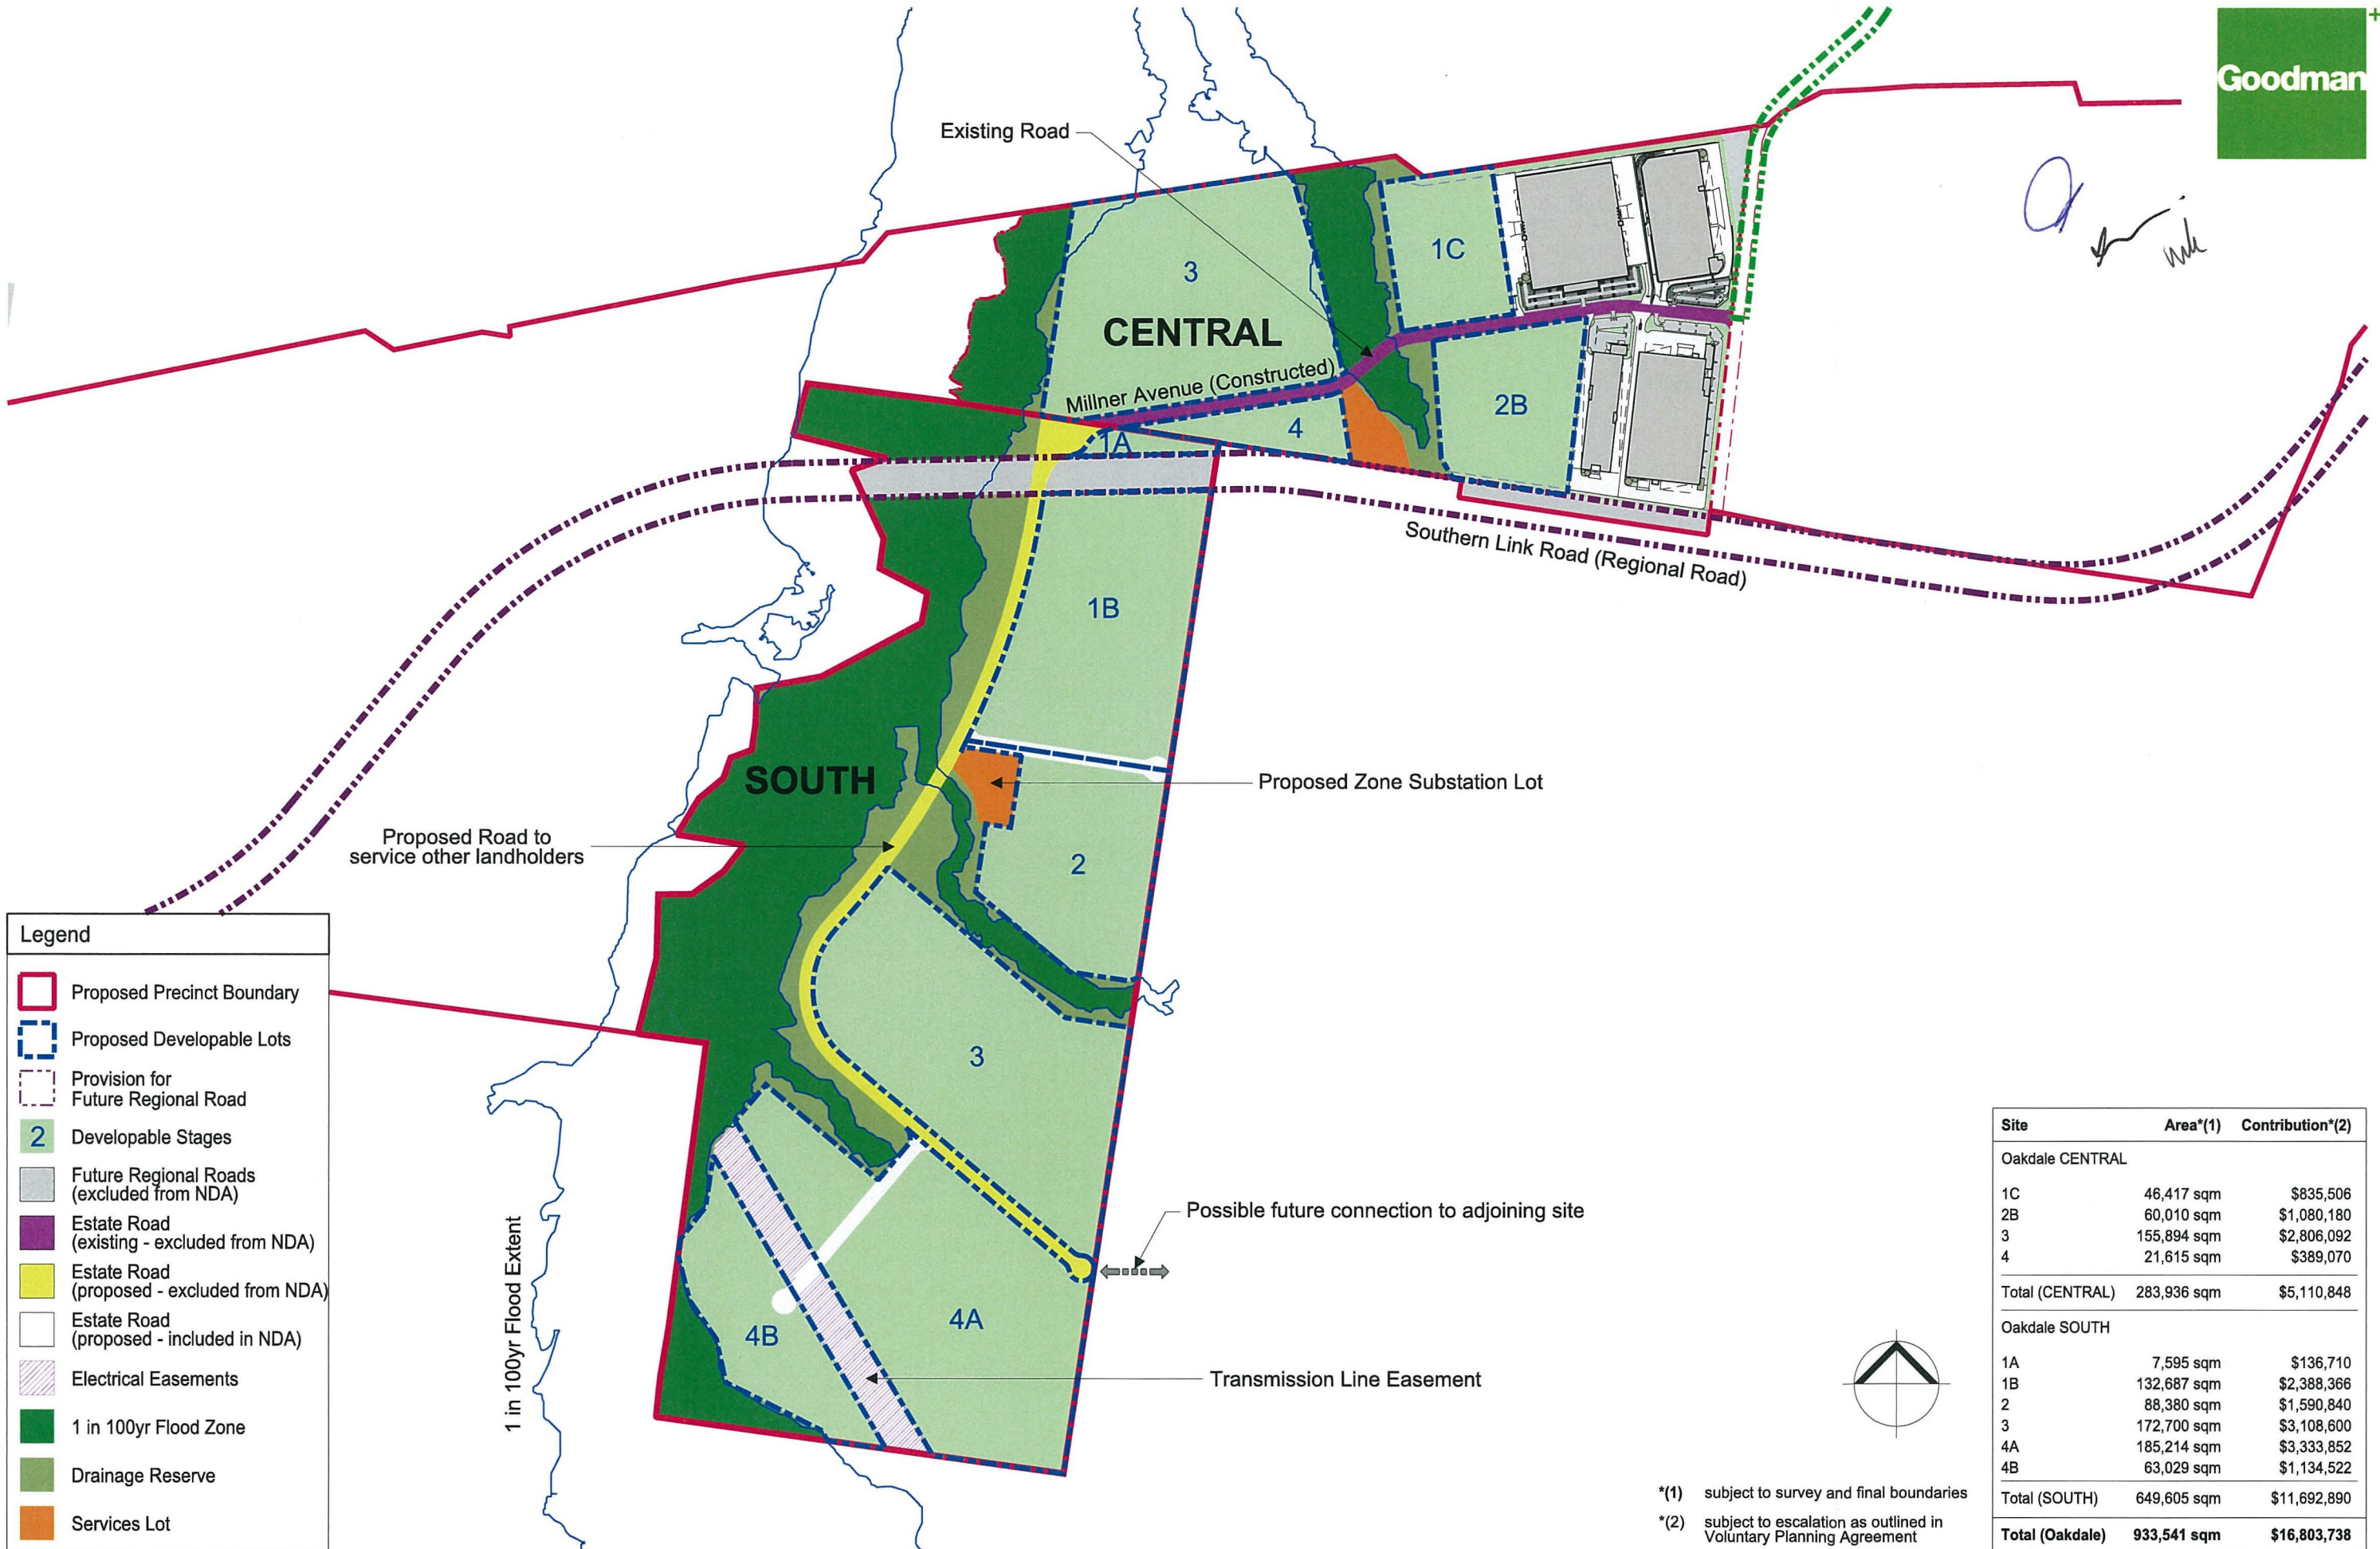 Goodman
Existing Road
1C
3
CENTRAL
Millner Avenue (Constructed)
2B
4
1A
Southern Link Road (Regional Road)
1B
SOUTH
Proposed Zone Substation Lot
Proposed Road to
service other landholders
2
3
Possible future connection to adjoining site
4A
4B
Transmission Line Easement
1 in 100yr Flood Extent
Legend
Proposed Precinct Boundary
Proposed Developable Lots
Provision for
Future Regional Road
2 Developable Stages
Future Regional Roads
(excluded from NDA)
Estate Road
(existing - excluded from NDA)
Estate Road
(proposed - excluded from NDA)
Estate Road
(proposed - included in NDA)
Electrical Easements
1 in 100yr Flood Zone
Drainage Reserve
Services Lot
*(1) subject to survey and final boundaries
*(2) subject to escalation as outlined in
Voluntary Planning Agreement
Site Area*(1) Contribution*(2)
Oakdale CENTRAL
1C 46,417 sqm $835,506
2B 60,010 sqm $1,080,180
3 155,894 sqm $2,806,092
4 21,615 sqm $389,070
Total (CENTRAL) 283,936 sqm $5,110,848
Oakdale SOUTH
1A 7,595 sqm $136,710
1B 132,687 sqm $2,388,366
2 88,380 sqm $1,590,840
3 172,700 sqm $3,108,600
4A 185,214 sqm $3,333,852
4B 63,029 sqm $1,134,522
Total (SOUTH) 649,605 sqm $11,692,890
Total (Oakdale) 933,541 sqm $16,803,738